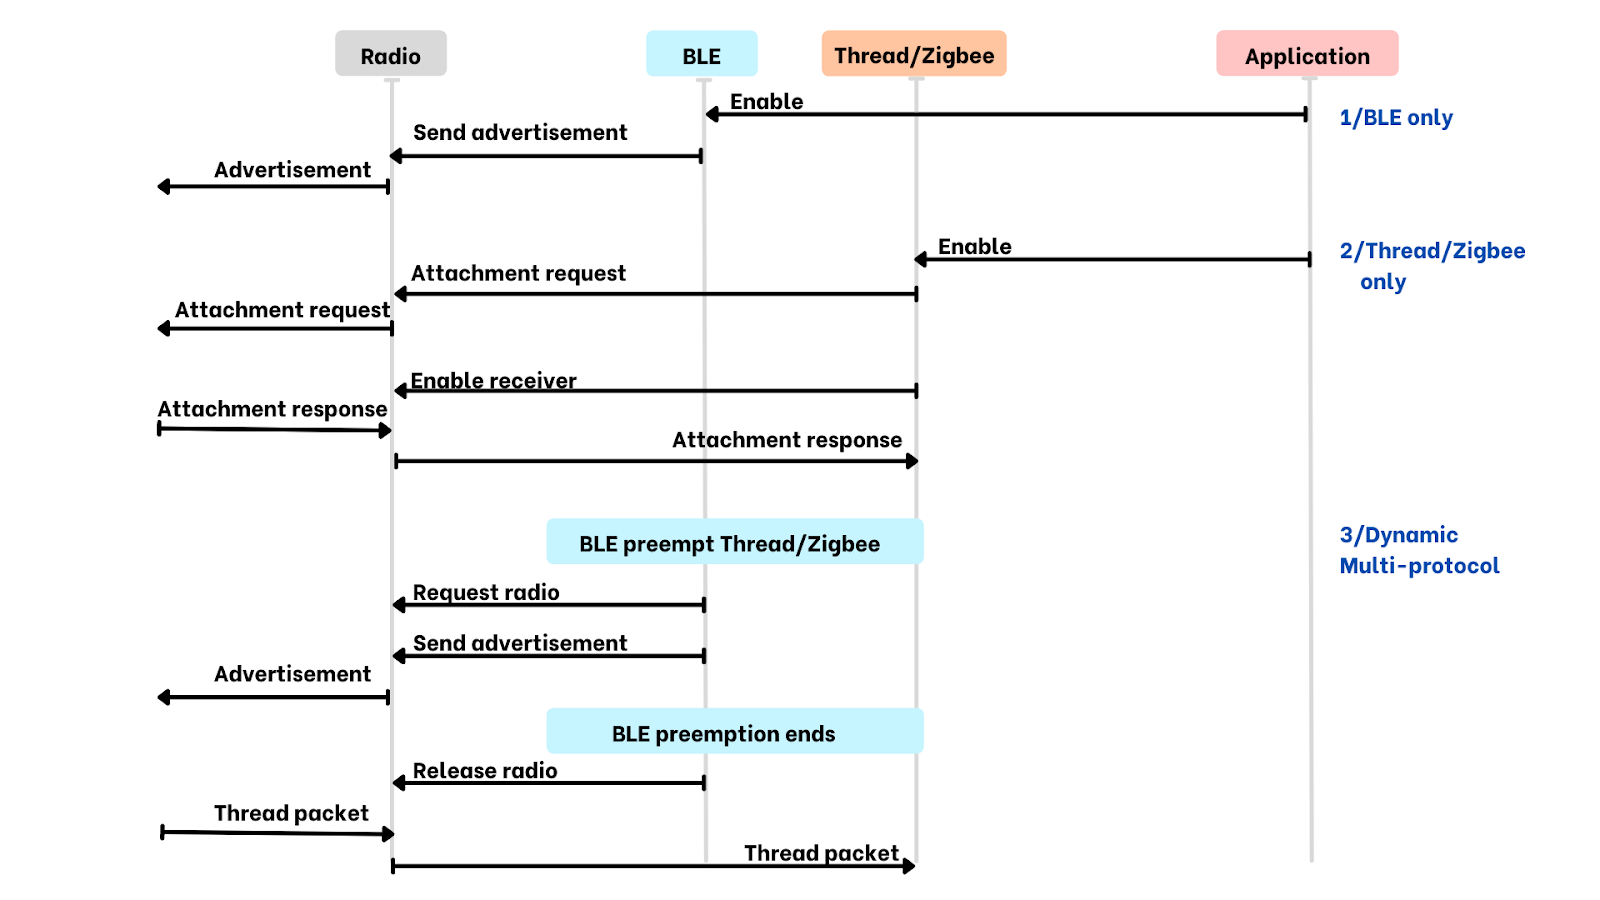 Radio
BLE
Thread/Zigbee
Application
Enable
1/BLE only
Send advertisement
Advertisement
Enable
2/Thread/Zigbee
only
Attachment request
Attachment request
Enable receiver
Attachment response
Attachment response
BLE preempt Thread/Zigbee
3/Dynamic
Multi-protocol
Request radio
Send advertisement
Advertisement
BLE preemption ends
Release radio
Thread packet
Thread packet